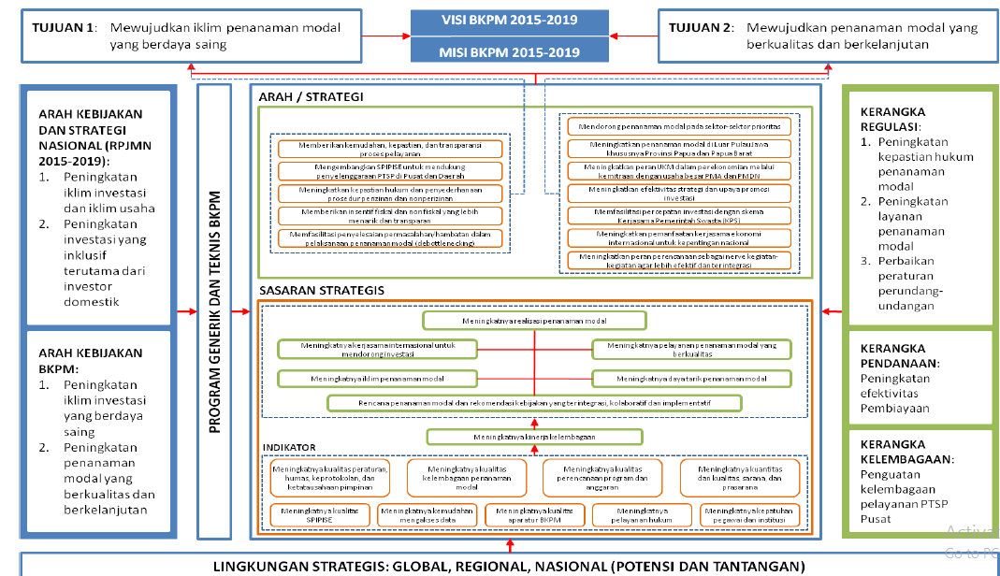 TUJUAN 1: Mewujudkan iklim penanaman modal
yang berdaya saing
VISI BKPM 2015-2019
MISI BKPM 2015-2019
TUJUAN 2: Mewujudkan penanaman modal yang
berkualitas dan berkelanjutan
ARAH KEBIJAKAN
DAN STRATEGI
NASIONAL (RPJMN
2015-2019):
1. Peningkatan
iklim investasi
dan iklim usaha
2. Peningkatan
investasi yang
inklusif
terutama dari
investor
domestik
ARAH KEBIJAKAN
BKPM:
1. Peningkatan
iklim investasi
yang berdaya
saing
2. Peningkatan
penanaman
modal yang
berkualitas dan
berkelanjutan
PROGRAM GENERIK DAN TEKNIS BKPM
ARAH / STRATEGI
Memberikan kemudahan, kepastian, dan transparansi
proses pelayanan
Mengembangkan SPIPISE untuk mendukung
penyelenggaraan PTSP di Pusat dan Daerah
Meningkatkan kepastian hukum dan penyederhanaan
prosedur perizinan dan nonperizinan
Memberikan insentif fiskal dan nonfiskal yang lebih
menarik dan transparan
Memfasilitasi penyelesaian permasalahan/hambatan dalam
pelaksanaan penanaman modal (debottlenecking)
Mendorong penanaman modal pada sektor-sektor prioritas
Meningkatkan penanaman modal di Luar Pulau Jawa
khususnya Provinsi Papua dan Papua Barat
Meningkatkan peran UKM dalam perekonomian melalui
kemitraan dengan usaha besar PMA dan PMDN
Meningkatkan efektivitas strategi dan upaya promosi
investasi
Memfasilitasi percepatan investasi dengan skema
Kerjasama Pemerintah Swasta (KPS)
Meningkatkan pemanfaatan kerjasama ekonomi
internasional untuk kepentingan nasional
Meningkatkan peran perencanaan sebagai nerve kegiatan-
kegiatan agar lebih efektif dan terintegrasi
SASARAN STRATEGIS
Meningkatnya realisasi penanaman modal
Meningkatnya kerjasama internasional untuk
mendorong investasi
Meningkatnya pelayanan penanaman modal yang
berkualitas
Meningkatnya iklim penanaman modal
Meningkatnya daya tarik penanaman modal
Rencana penanaman modal dan rekomendasi kebijakan yang terintegrasi, kolaboratif dan implementatif
Meningkatnya kinerja kelembagaan
INDIKATOR
Meningkatnya kualitas peraturan,
humas, keprotokolan, dan
ketatausahaan pimpinan
Meningkatnya kualitas
kelembagaan penanaman
modal
Meningkatnya kualitas
perencanaan program dan
anggaran
Meningkatnya kuantitas
dan kualitas, sarana, dan
prasarana
Meningkatnya kualitas
SPIPISE
Meningkatnya kemudahan
mengakses data
Meningkatnya kualitas
aparatur BKPM
Meningkatnya
pelayanan hukum
Meningkatnya kepatuhan
pegawai dan institusi
KERANGKA
REGULASI:
1. Peningkatan
kepastian hukum
penanaman
modal
2. Peningkatan
layanan
penanaman
modal
3. Perbaikan
peraturan
perundang-
undangan
KERANGKA
PENDANAAN:
Peningkatan
efektivitas
Pembiayaan
KERANGKA
KELEMBAGAAN:
Penguatan
kelembagaan
pelayanan PTSP
Pusat
Activat
Go to PC
LINGKUNGAN STRATEGIS: GLOBAL, REGIONAL, NASIONAL (POTENSI DAN TANTANGAN)